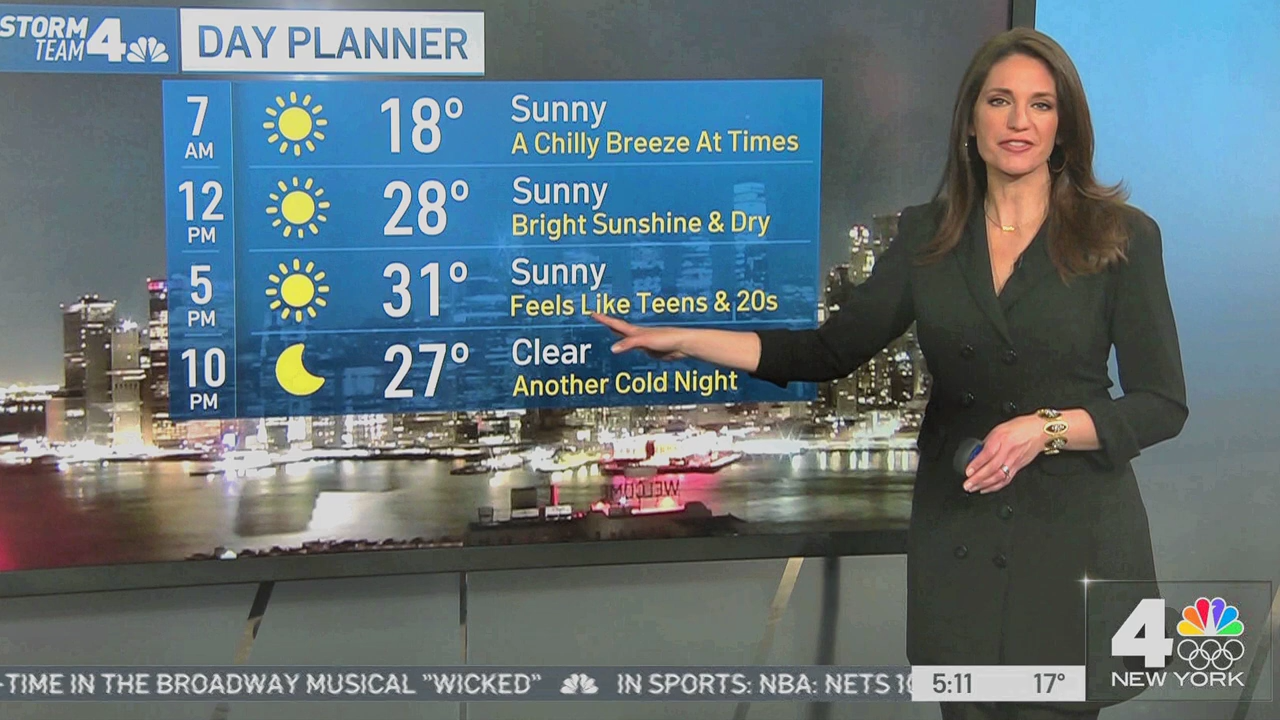 STORM
TEAM 4
DAY PLANNER
7
AM
18°
Sunny
A Chilly Breeze At Times
12
PM
28°
Sunny
Bright Sunshine & Dry
5
PM
31°
Sunny
Feels Like Teens & 20s
10
PM
27°
Clear
Another Cold Night
WELCOME
4
NEW YORK
-TIME IN THE BROADWAY MUSICAL "WICKED" IN SPORTS: NBA: NETS 10
5:11 17°